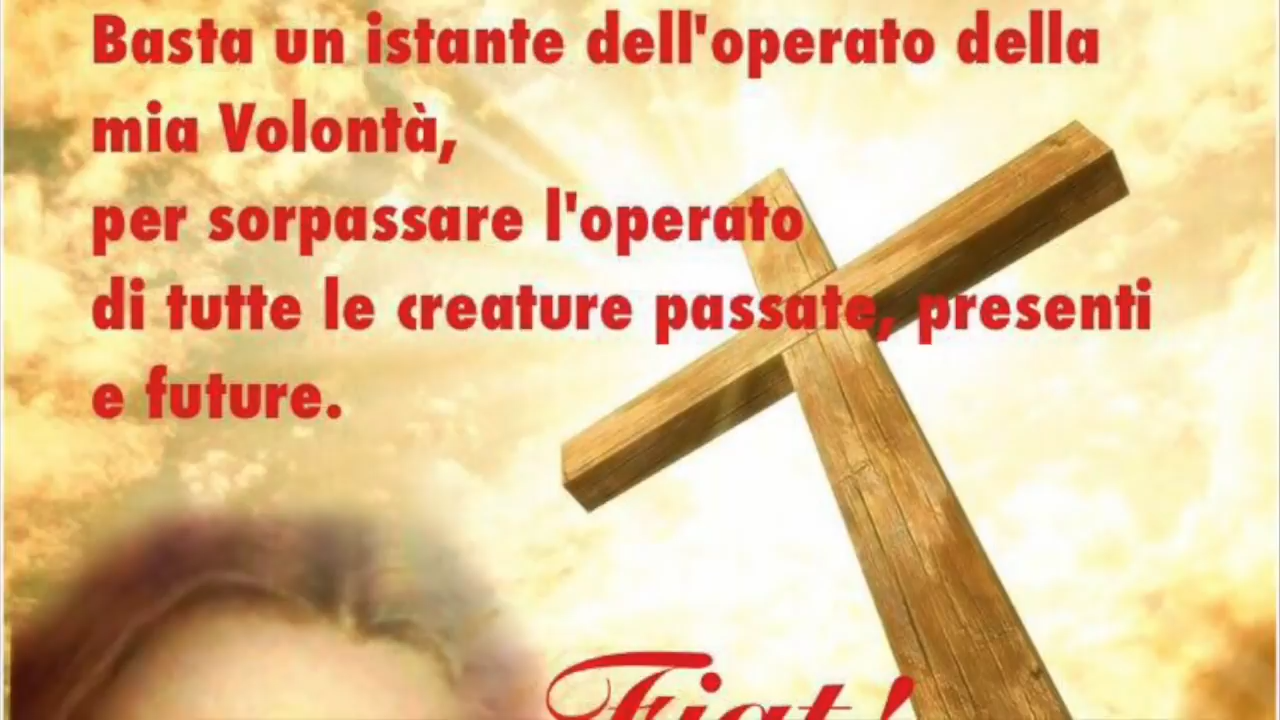 Basta un istante dell'operato della
mia Volontà,
per sorpassare l'operato
di tutte le creature passate, presenti
e future.
Fiat!